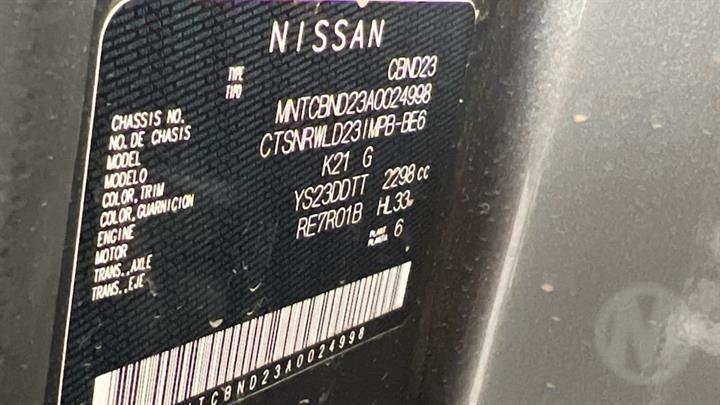 NISSAN
TYPE CBND23
TIPO
CHASSIS NO. MNTCBND23A0024998
NO. DE CHASIS
MODEL CTSNRWLD23IMPB-BE6
MODELO
COLOR, TRIM K21 G
COLOR, GUARNICION
ENGINE YS23DDTT 2298 cc
MOTOR
TRANS., AXLE RE7R01B HL33
TRANS., EJE
PLANT 6
PLANTA
NTCBND23A0024998
N